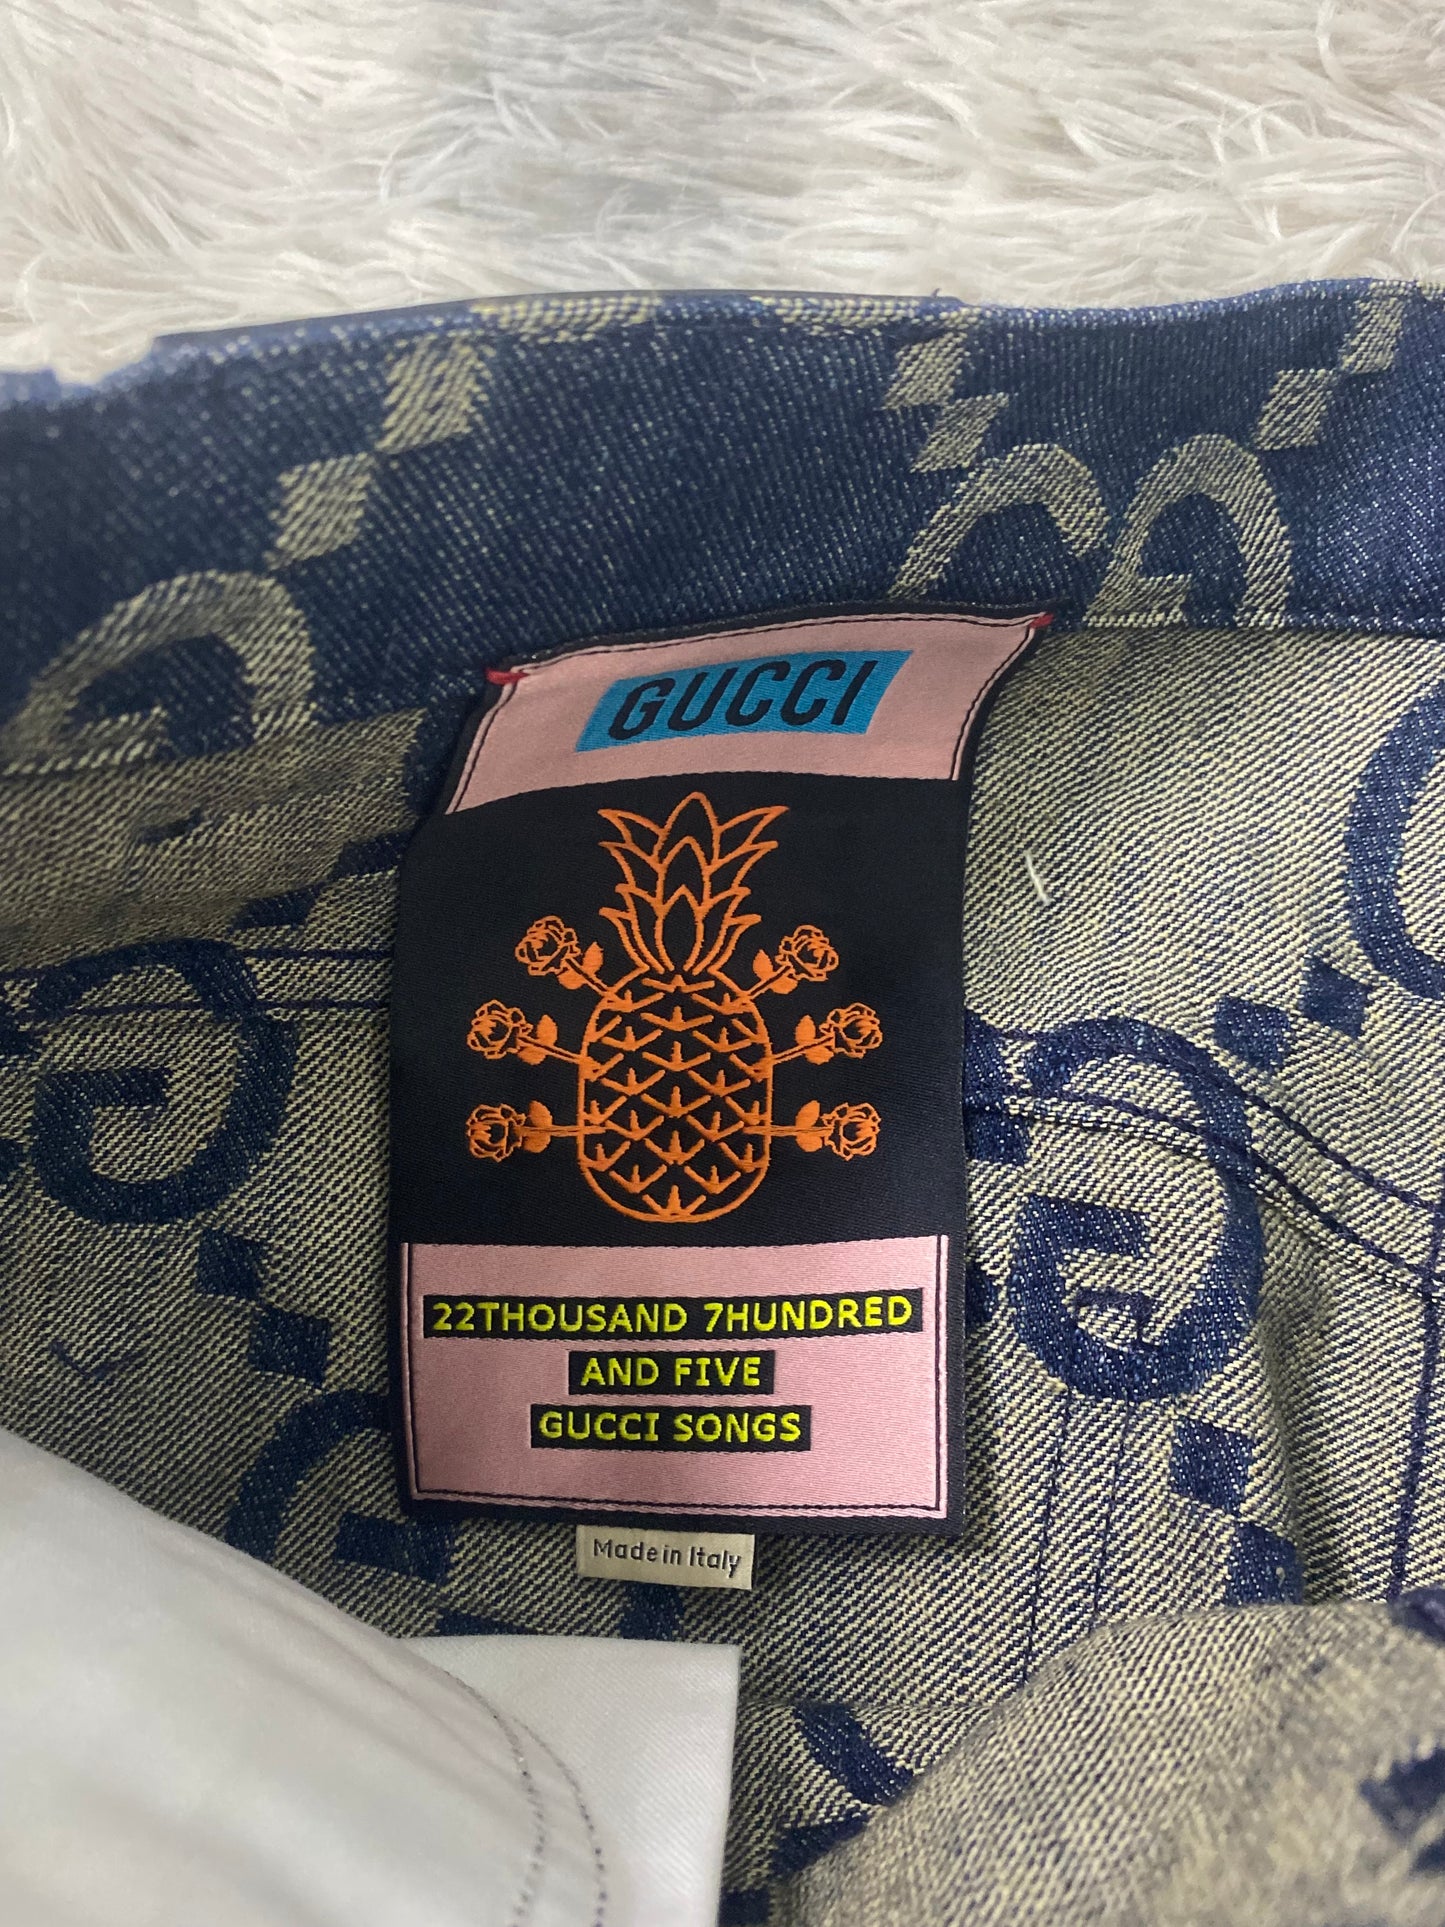 GUCCI
22THOUSAND 7HUNDRED
AND FIVE
GUCCI SONGS
Made in Italy